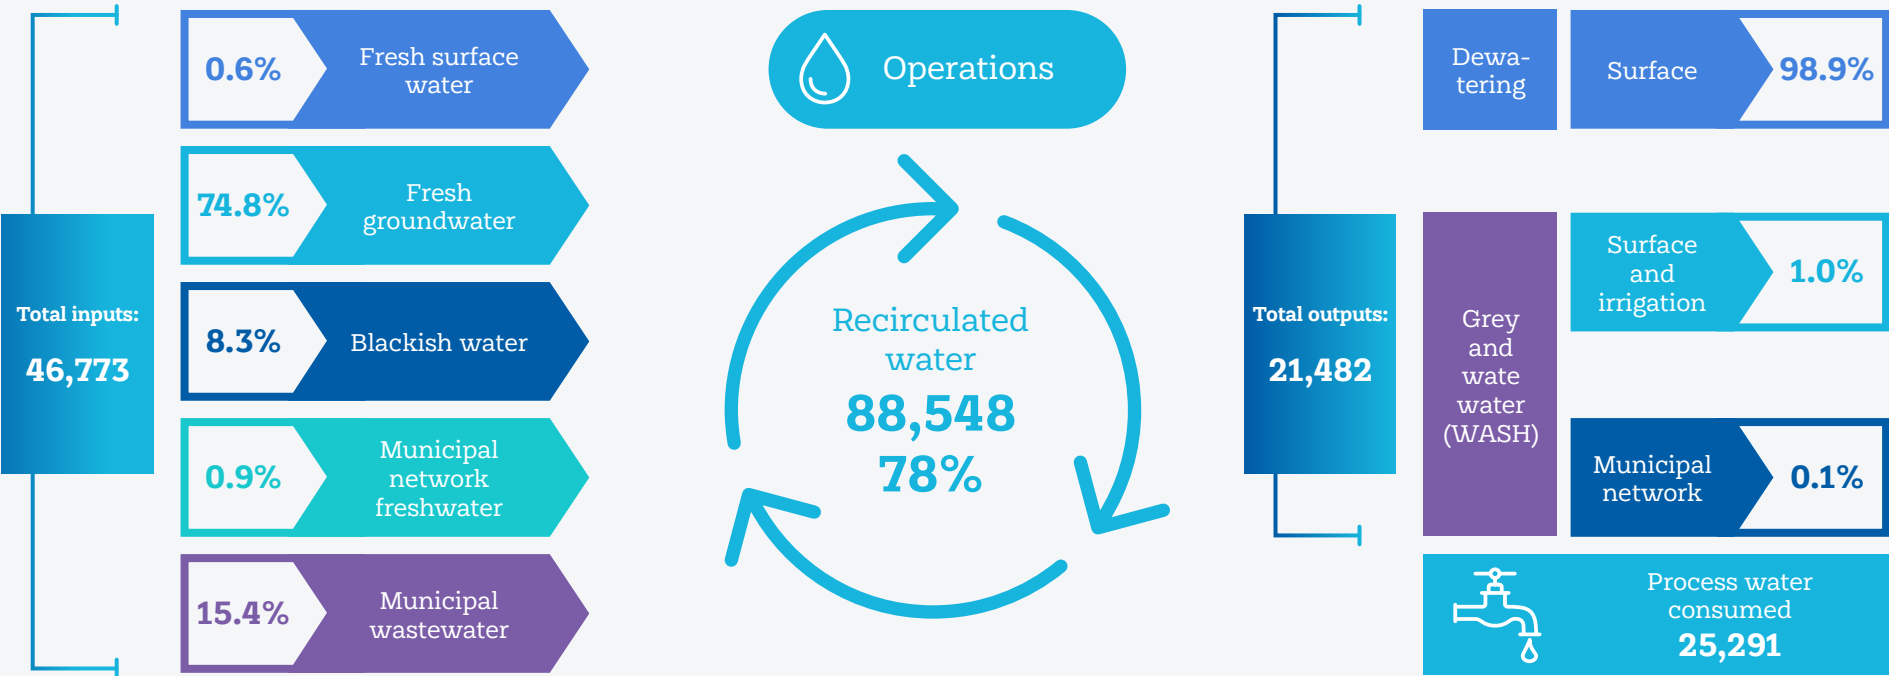 Total inputs:
46,773
0.6%
Fresh surface
water
74.8%
Fresh
groundwater
8.3%
Blackish water
0.9%
Municipal
network
freshwater
15.4%
Municipal
wastewater
Operations
Recirculated
water
88,548
78%
Total outputs:
21,482
Dewa-
tering
Surface
98.9%
Grey
and
wate
water
(WASH)
Surface
and
irrigation
1.0%
Municipal
network
0.1%
Process water
consumed
25,291